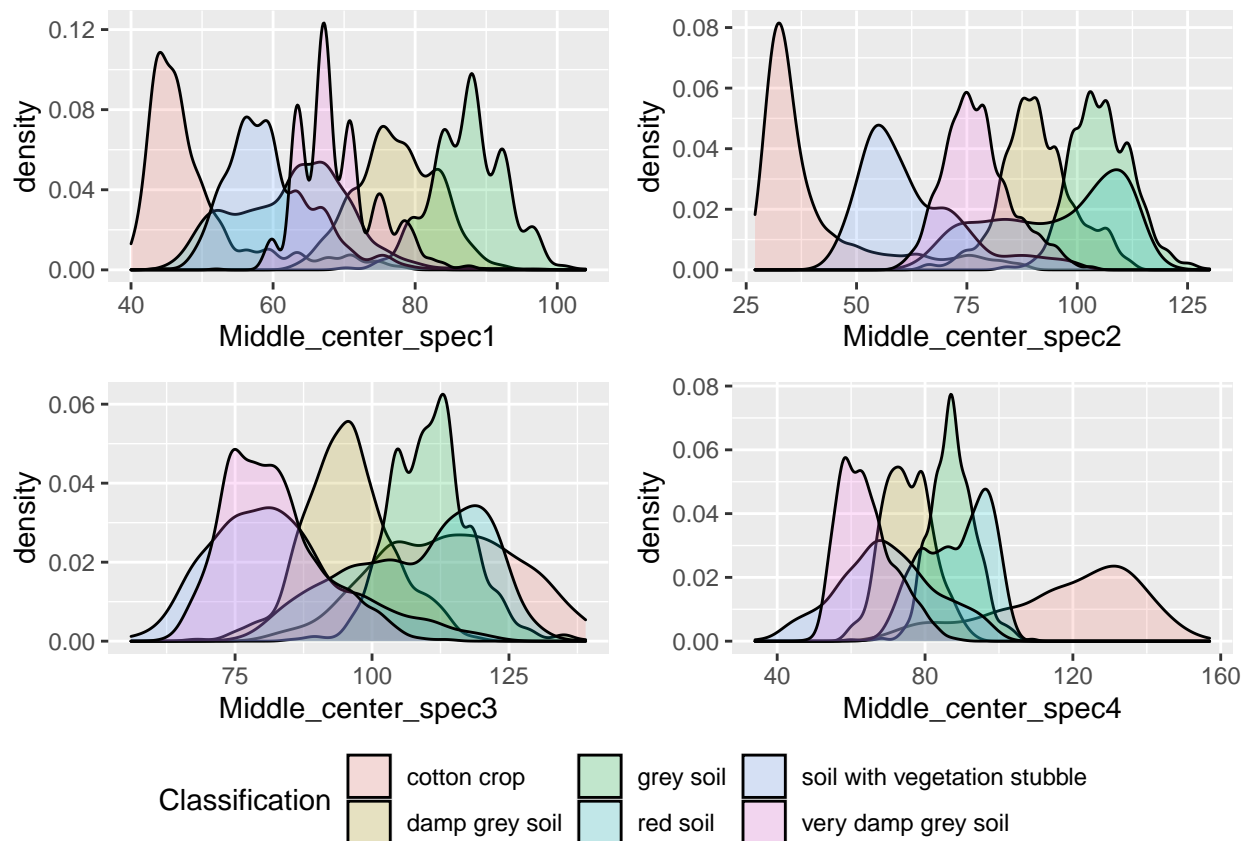 density
0.12
0.08
0.04
0.00
40
60
80
100
Middle_center_spec1
density
0.08
0.06
0.04
0.02
0.00
25
50
75
100
125
Middle_center_spec2
density
0.06
0.04
0.02
0.00
75
100
125
Middle_center_spec3
density
0.08
0.06
0.04
0.02
0.00
40
80
120
160
Middle_center_spec4
Classification
cotton crop
damp grey soil
grey soil
red soil
soil with vegetation stubble
very damp grey soil